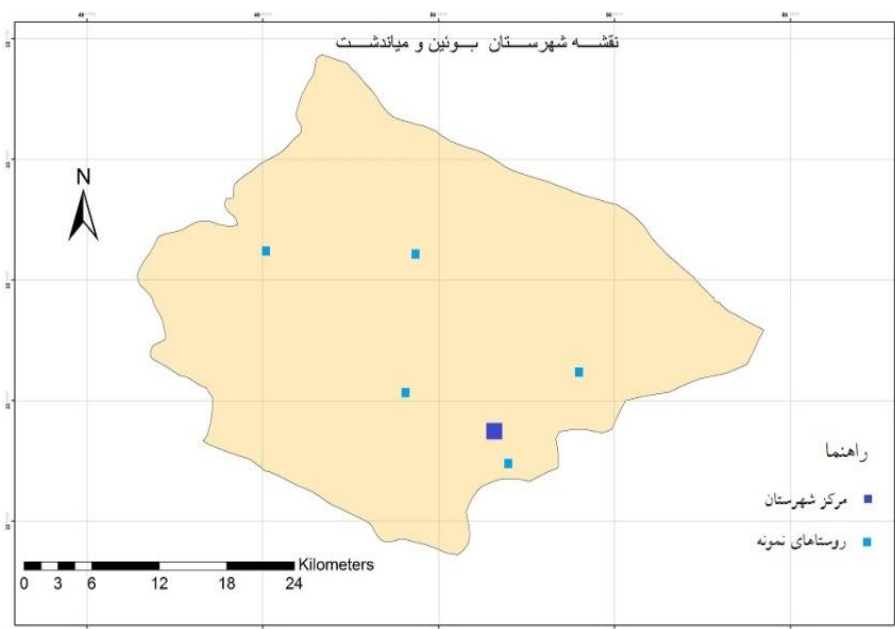 نقشـــه شهرســـتان بـــوئین و میاندشـــت
N
راهنما
مرکز شهرستان
روستاهای نمونه
Kilometers
0 3 6 12 18 24